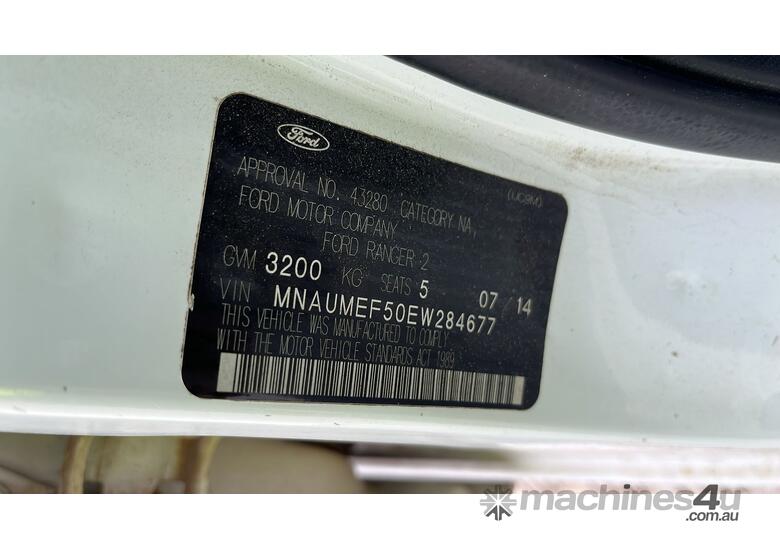 Ford
(UC9M)
APPROVAL NO. 43280 CATEGORY NA,
FORD MOTOR COMPANY
FORD RANGER 2
GVM 3200 KG SEATS 5 07/14
VIN MNAUMEF50EW284677
THIS VEHICLE WAS MANUFACTURED TO COMPLY
WITH THE MOTOR VEHICLE STANDARDS ACT 1989
machines4u
.com.au